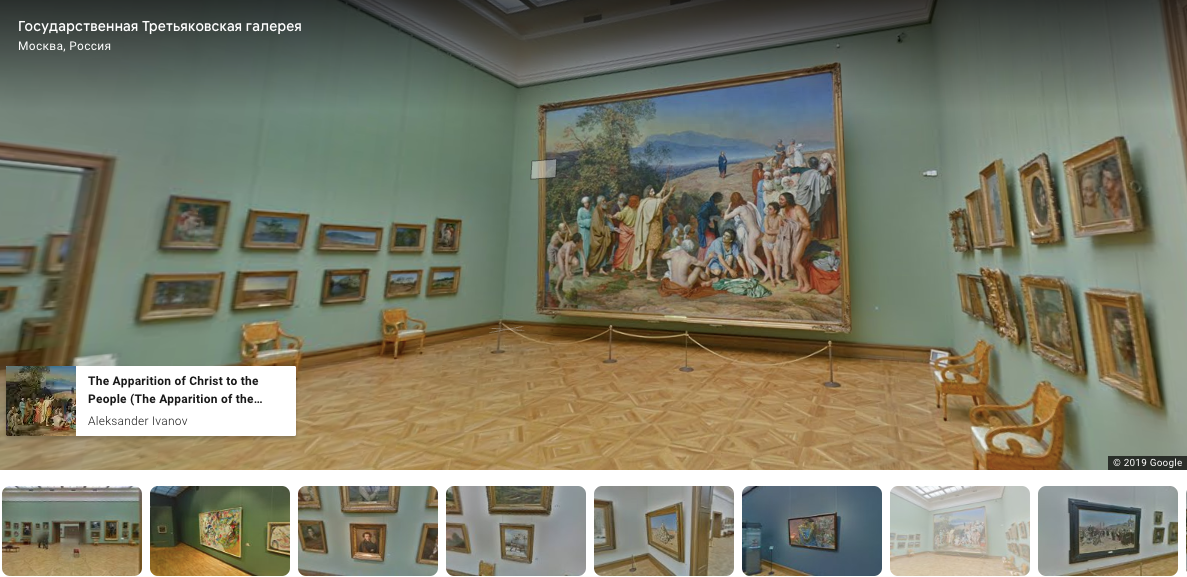 Государственная Третьяковская галерея
Москва, Россия
The Apparition of Christ to the
People (The Apparition of the…
Aleksander Ivanov
© 2019 Google